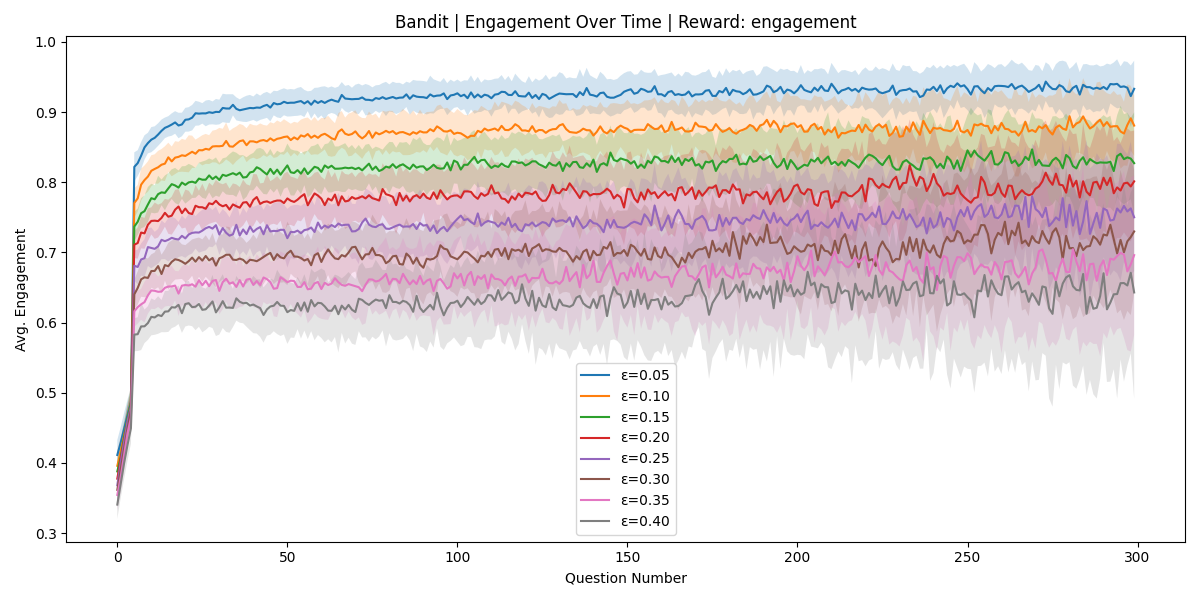 Bandit | Engagement Over Time | Reward: engagement
Avg. Engagement
1.0
0.9
0.8
0.7
0.6
0.5
0.4
0.3
ε=0.05
ε=0.10
ε=0.15
ε=0.20
ε=0.25
ε=0.30
ε=0.35
ε=0.40
0 50 100 150 200 250 300
Question Number